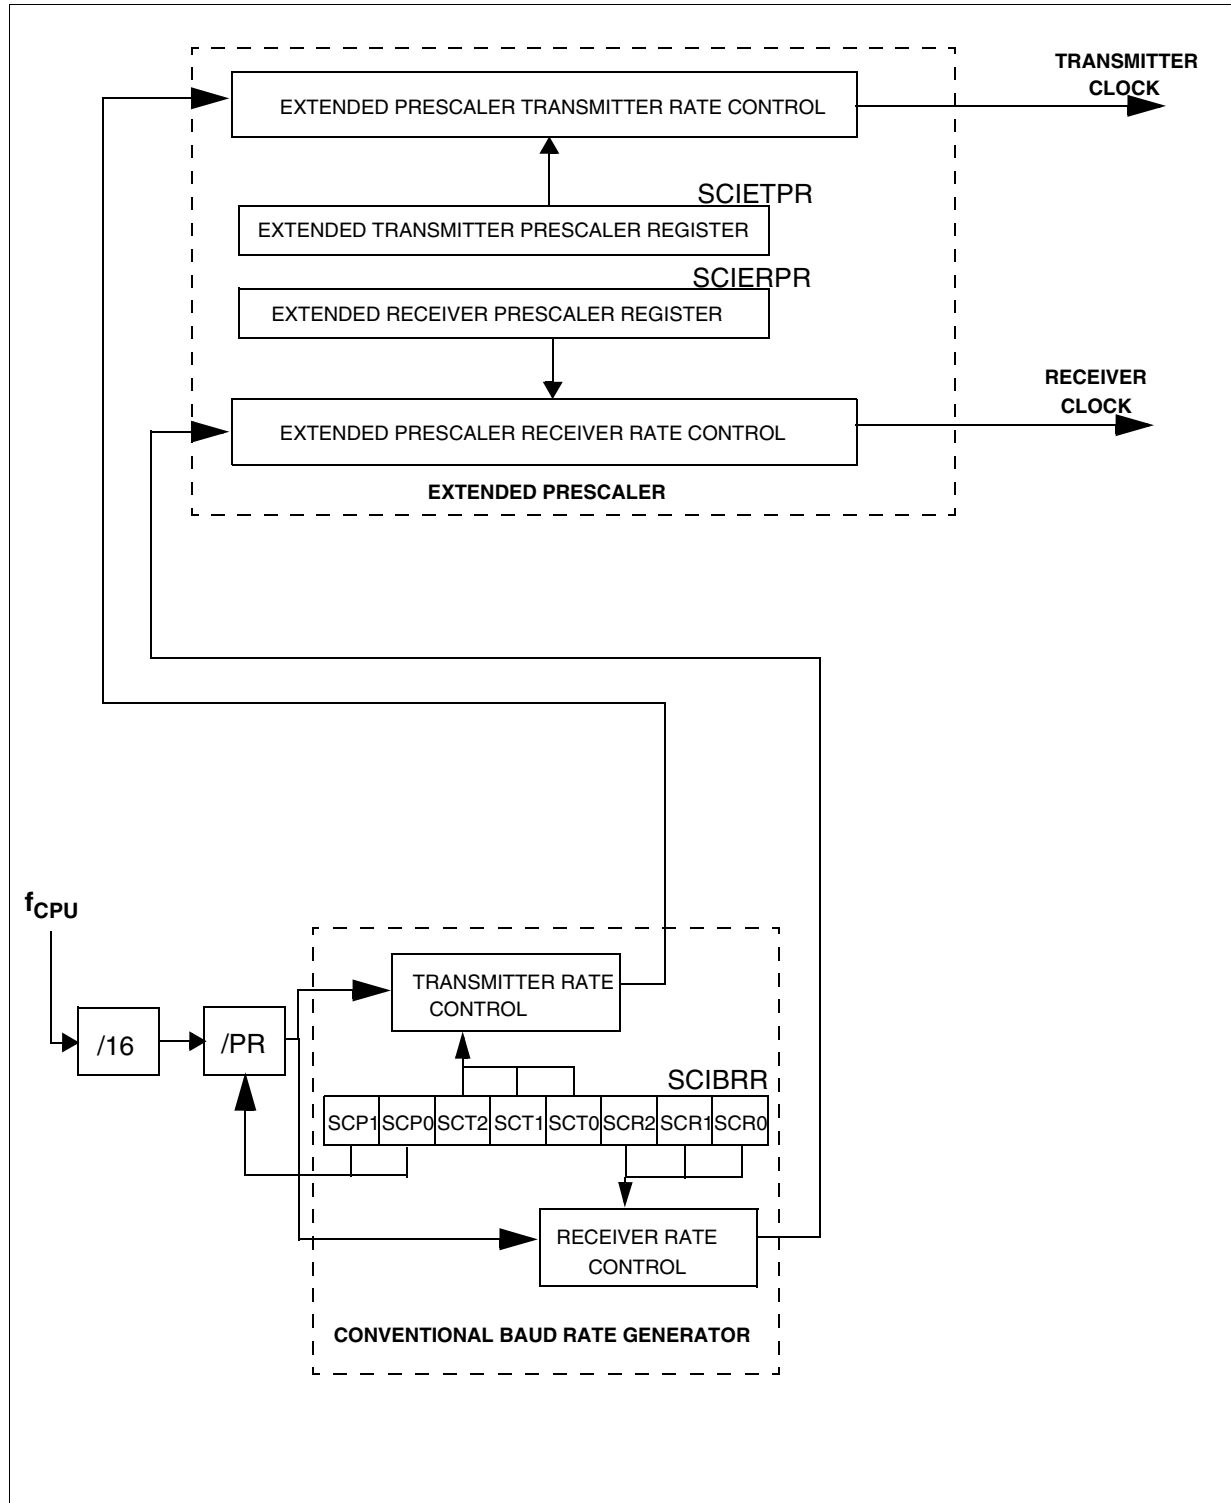 TRANSMITTER
CLOCK
EXTENDED PRESCALER TRANSMITTER RATE CONTROL
SCIETPR
EXTENDED TRANSMITTER PRESCALER REGISTER
SCIERPR
EXTENDED RECEIVER PRESCALER REGISTER
RECEIVER
CLOCK
EXTENDED PRESCALER RECEIVER RATE CONTROL
EXTENDED PRESCALER
fCPU
TRANSMITTER RATE
CONTROL
/16
/PR
SCIBRR
SCP1 SCP0 SCT2 SCT1 SCT0 SCR2 SCR1 SCR0
RECEIVER RATE
CONTROL
CONVENTIONAL BAUD RATE GENERATOR